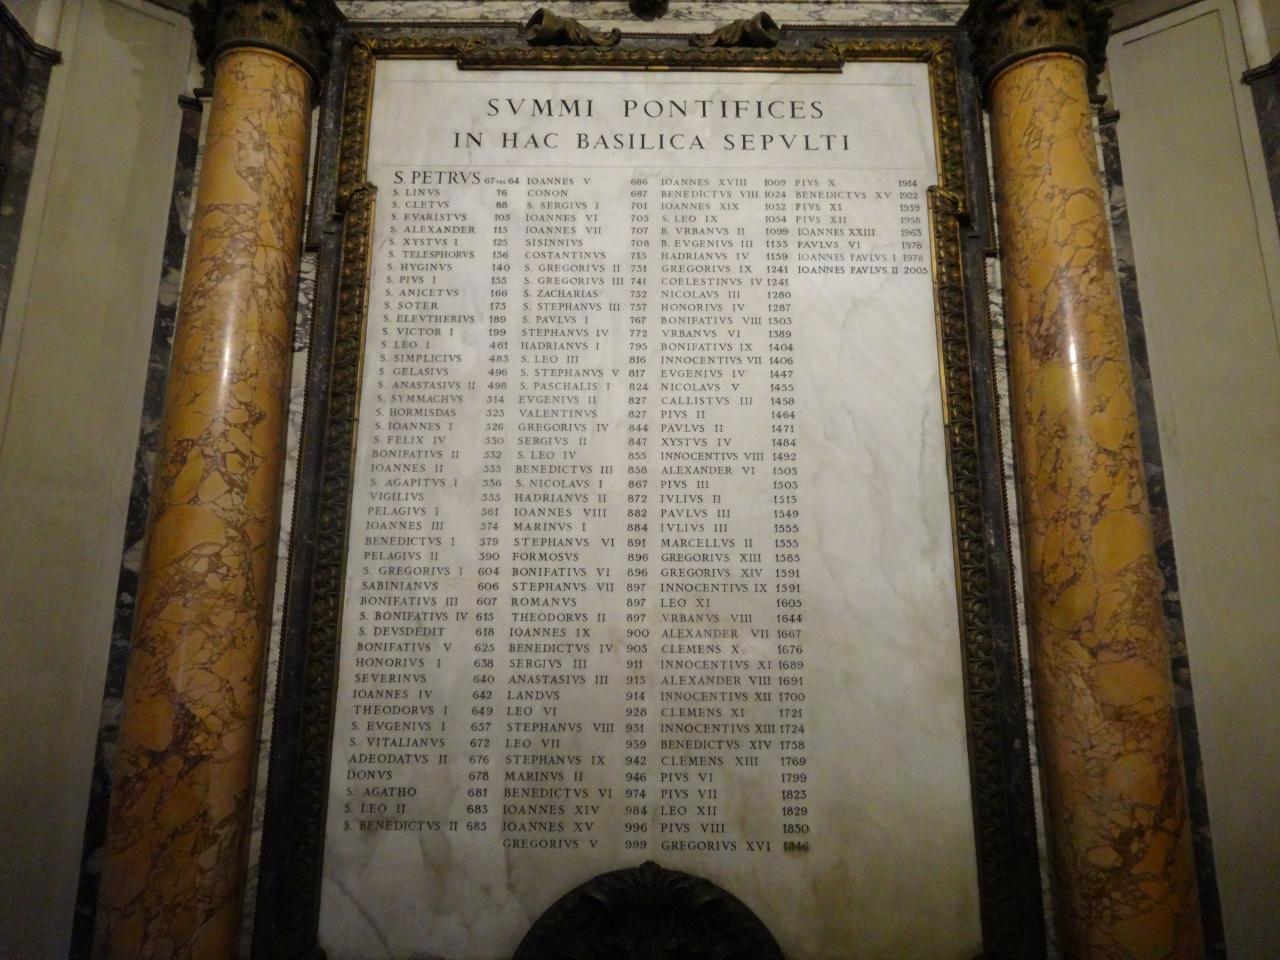 SVMMI PONTIFICES
IN HAC BASILICA SEPVLTI
S. PETRVS 67 vel 64
S. LINVS 76
S. CLETVS 88
S. EVARISTVS 105
S. ALEXANDER 115
S. XYSTVS I 125
S. TELESPHORVS 136
S. HYGINVS 140
S. PIVS I 155
S. ANICETVS 166
S. SOTER 175
S. ELEVTHERIVS 189
S. VICTOR I 199
S. LEO I 461
S. SIMPLICIVS 483
S. GELASIVS 496
S. ANASTASIVS II 498
S. SYMMACHVS 514
S. HORMISDAS 523
S. IOANNES I 526
S. FELIX IV 530
BONIFATIVS II 532
IOANNES II 535
S. AGAPITVS I 536
VIGILIVS 555
PELAGIVS I 561
IOANNES III 574
BENEDICTVS I 579
PELAGIVS II 590
S. GREGORIVS I 604
SABINIANVS 606
BONIFATIVS III 607
S. BONIFATIVS IV 615
S. DEVSDEDIT 618
BONIFATIVS V 625
HONORIVS I 638
SEVERINVS 640
IOANNES IV 642
THEODORVS I 649
S. EVGENIVS I 657
S. VITALIANVS 672
ADEODATVS II 676
DONVS 678
S. AGATHO 681
S. LEO II 683
S. BENEDICTVS II 685
IOANNES V 686
CONON 687
S. SERGIVS I 701
IOANNES VI 705
IOANNES VII 707
SISINNIVS 708
COSTANTINVS 715
S. GREGORIVS II 731
S. GREGORIVS III 741
S. ZACHARIAS 752
S. STEPHANVS III 757
S. PAVLVS I 767
STEPHANVS IV 772
HADRIANVS I 795
S. LEO III 816
S. STEPHANVS V 817
S. PASCHALIS I 824
EVGENIVS II 827
VALENTINVS 827
GREGORIVS IV 844
SERGIVS II 847
S. LEO IV 855
BENEDICTVS III 858
S. NICOLAVS I 867
HADRIANVS II 872
IOANNES VIII 882
MARINVS I 884
STEPHANVS VI 891
FORMOSVS 896
BONIFATIVS VI 896
STEPHANVS VII 897
ROMANVS 897
THEODORVS II 897
IOANNES IX 900
BENEDICTVS IV 903
SERGIVS III 911
ANASTASIVS III 913
LANDVS 914
LEO VI 928
STEPHANVS VIII 931
LEO VII 939
STEPHANVS IX 942
MARINVS II 946
BENEDICTVS VI 974
IOANNES XIV 984
IOANNES XV 996
GREGORIVS V 999
IOANNES XVIII 1009
BENEDICTVS VIII 1024
IOANNES XIX 1032
S. LEO IX 1054
B. VRBANVS II 1099
B. EVGENIVS III 1153
HADRIANVS IV 1159
GREGORIVS IX 1241
COELESTINVS IV 1241
NICOLAVS III 1280
HONORIVS IV 1287
BONIFATIVS VIII 1303
VRBANVS VI 1389
BONIFATIVS IX 1404
INNOCENTIVS VII 1406
EVGENIVS IV 1447
NICOLAVS V 1455
CALLISTVS III 1458
PIVS II 1464
PAVLVS II 1471
XYSTVS IV 1484
INNOCENTIVS VIII 1492
ALEXANDER VI 1503
PIVS III 1503
IVLIVS II 1513
PAVLVS III 1549
IVLIVS III 1555
MARCELLVS II 1555
GREGORIVS XIII 1585
GREGORIVS XIV 1591
INNOCENTIVS IX 1591
LEO XI 1605
VRBANVS VIII 1644
ALEXANDER VII 1667
CLEMENS X 1676
INNOCENTIVS XI 1689
ALEXANDER VIII 1691
INNOCENTIVS XII 1700
CLEMENS XI 1721
INNOCENTIVS XIII 1724
BENEDICTVS XIV 1758
CLEMENS XIII 1769
PIVS VI 1799
PIVS VII 1823
LEO XII 1829
PIVS VIII 1830
GREGORIVS XVI 1846
PIVS X 1914
BENEDICTVS XV 1922
PIVS XI 1939
PIVS XII 1958
IOANNES XXIII 1963
PAVLVS VI 1978
IOANNES PAVLVS I 1978
IOANNES PAVLVS II 2005